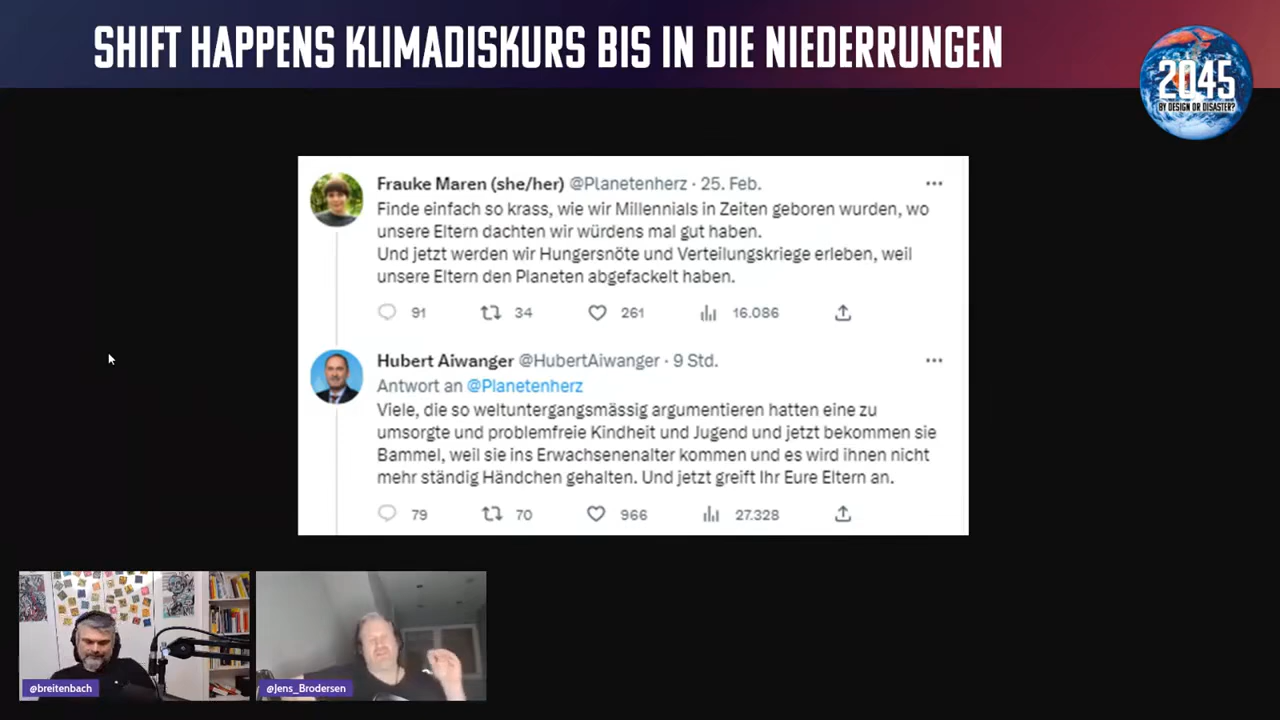 SHIFT HAPPENS KLIMADISKURS BIS IN DIE NIEDERRUNGEN
2045
BY DESIGN OR DISASTER?
Frauke Maren (she/her) @Planetenherz · 25. Feb.
Finde einfach so krass, wie wir Millennials in Zeiten geboren wurden, wo
unsere Eltern dachten wir würdens mal gut haben.
Und jetzt werden wir Hungersnöte und Verteilungskriege erleben, weil
unsere Eltern den Planeten abgefackelt haben.
91 34 261 16.086
Hubert Aiwanger @HubertAiwanger · 9 Std.
Antwort an @Planetenherz
Viele, die so weltuntergangsmässig argumentieren hatten eine zu
umsorgte und problemfreie Kindheit und Jugend und jetzt bekommen sie
Bammel, weil sie ins Erwachsenenalter kommen und es wird ihnen nicht
mehr ständig Händchen gehalten. Und jetzt greift Ihr Eure Eltern an.
79 70 966 27.328
@breitenbach
@Jens_Brodersen